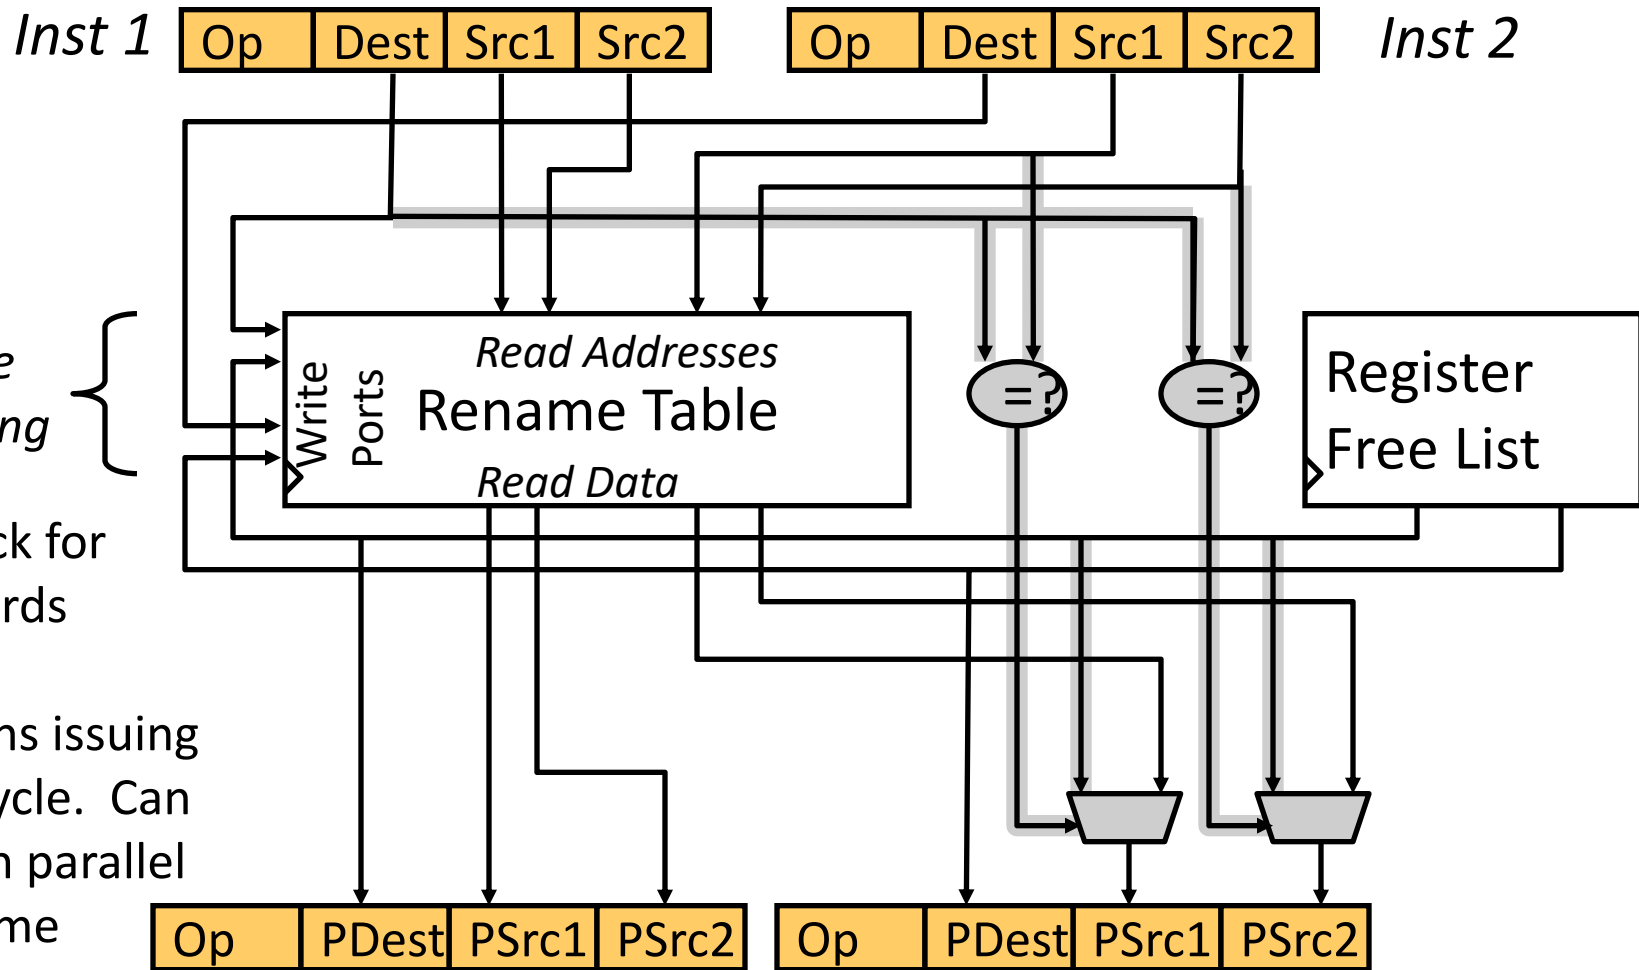 Inst 1
Op Dest Src1 Src2
Op Dest Src1 Src2
Inst 2
Read Addresses
Rename Table
Read Data
Write
Ports
=?
=?
Register
Free List
e
ng
ck for
rds
ns issuing
ycle. Can
n parallel
me
Op PDest PSrc1 PSrc2
Op PDest PSrc1 PSrc2